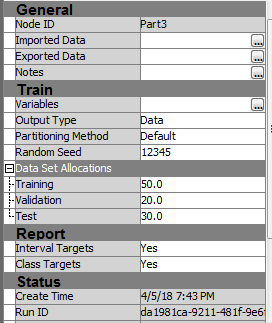 General
Node ID Part3
Imported Data ...
Exported Data ...
Notes ...
Train
Variables ...
Output Type Data
Partitioning Method Default
Random Seed 12345
Data Set Allocations
Training 50.0
Validation 20.0
Test 30.0
Report
Interval Targets Yes
Class Targets Yes
Status
Create Time 4/5/18 7:43 PM
Run ID da1981ca-9211-481f-9e6f